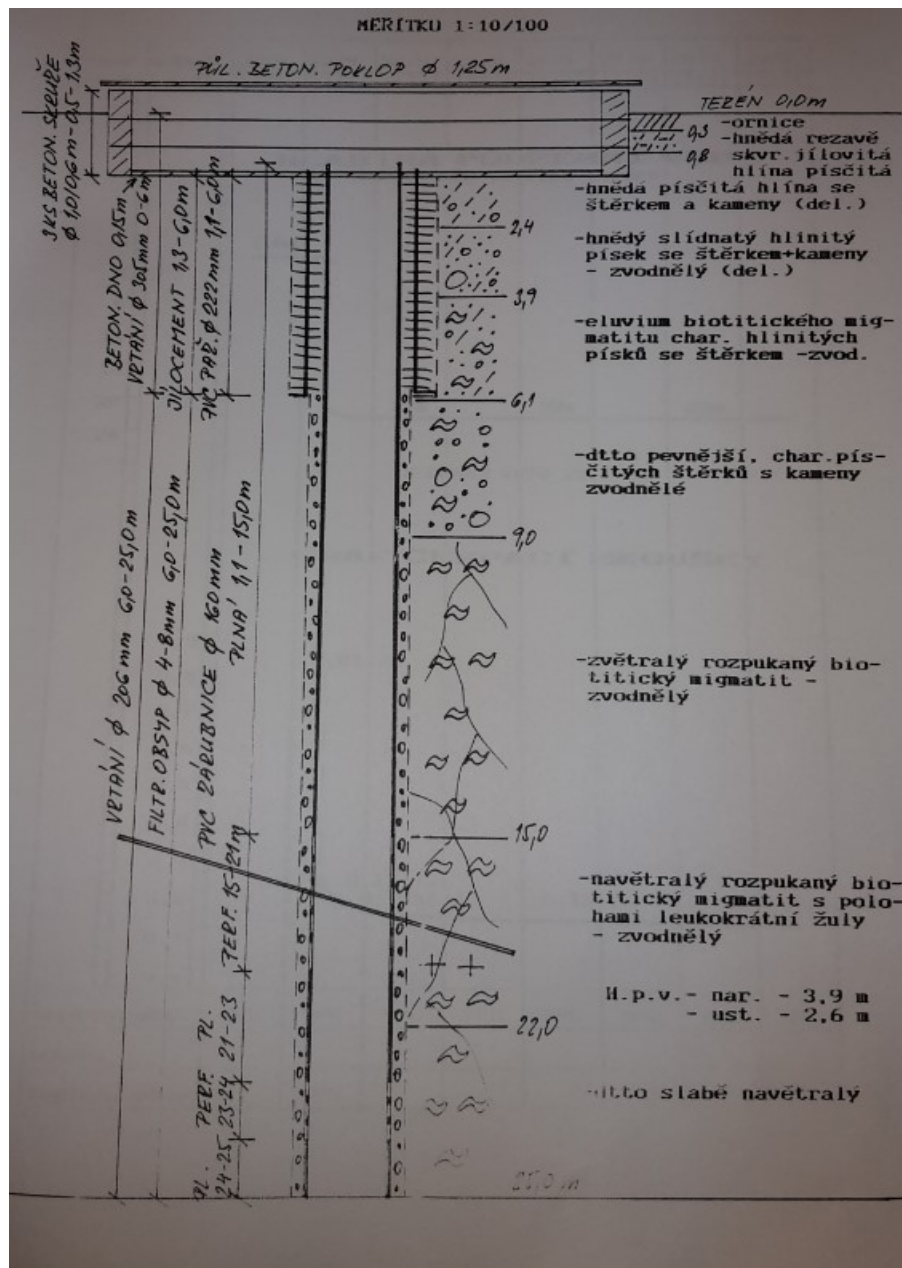 MĚŘÍTKU 1:10/100
PŮL. BETON. POKLOP ϕ 1,25m
3KS BETON. SKRUŽE
ϕ 1,0/0,6m-0,5-1,3m
TERÉN 0,0m
-ornice
0,3
-hnědá rezavě
skvr.jílovitá
hlína písčitá
0,8
-hnědá písčitá hlína se
štěrkem a kameny (del.)
2,4
-hnědý slídnatý hlinitý
písek se štěrkem+kameny
- zvodnělý (del.)
3,9
-eluvium biotitického mig-
matitu char. hlinitých
písků se štěrkem -zvod.
6,1
-dtto pevnější, char.pís-
čitých štěrků s kameny
zvodnělé
9,0
-zvětralý rozpukaný bio-
titický migmatit -
zvodnělý
15,0
-navětralý rozpukaný bio-
titický migmatit s polo-
hami leukokrátní žuly
- zvodnělý
H.p.v.- nar. - 3,9 m
- ust. - 2,6 m
22,0
-dtto slabě navětralý
25,0 m
BETON. DNO 0,15m
VRTÁNÍ ϕ 305mm 0-6m
JÍLOCEMENT 1,3-6,0m
PVC PAŽ. ϕ 222mm 1,1-6,0m
VRTÁNÍ ϕ 206mm 6,0-25,0m
FILTR. OBSYP ϕ 4-8mm 6,0-25,0m
PVC ZÁRUBNICE ϕ 160mm
PLNÁ 1,1-15,0m
PERF. 15-21m
PL. 21-23
PERF. 23-24
PL. 24-25